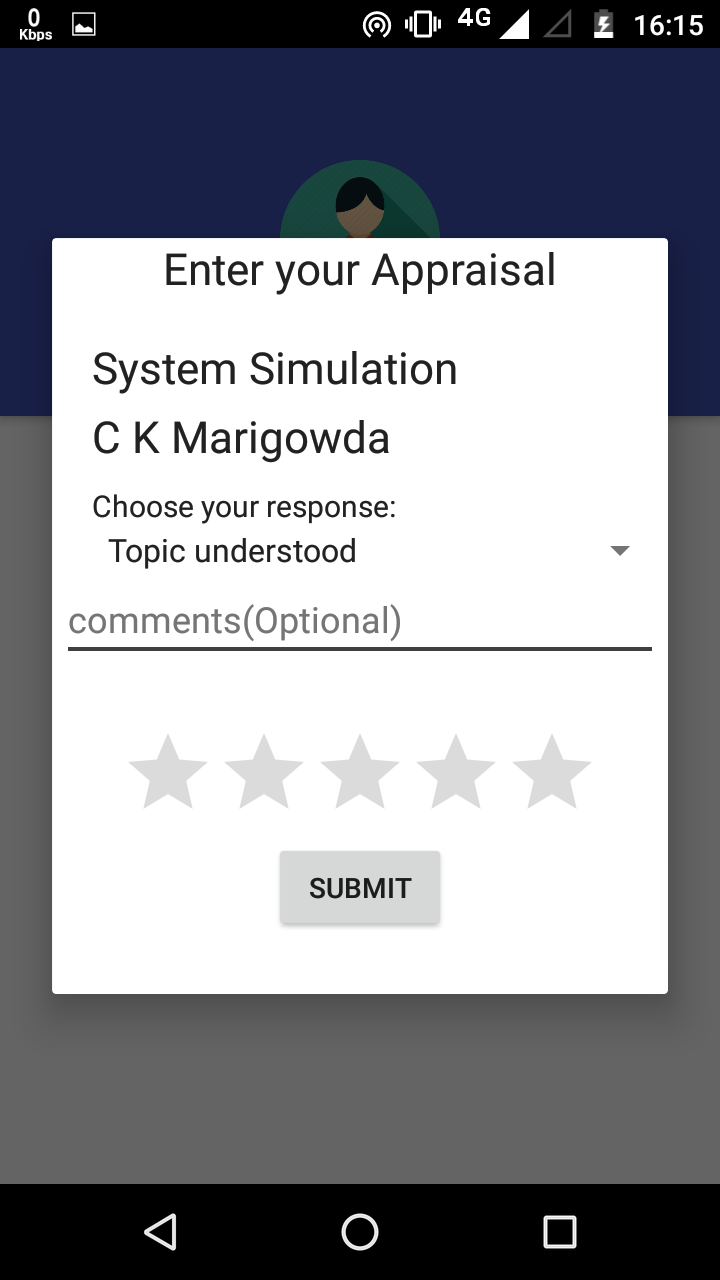 0
Kbps
4G
16:15
Enter your Appraisal
System Simulation
C K Marigowda
Choose your response:
Topic understood
comments(Optional)
SUBMIT